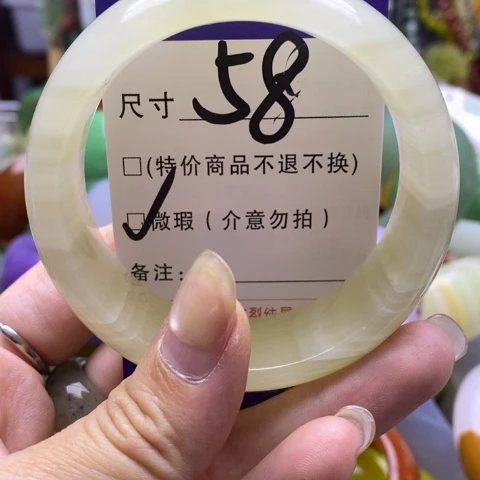 尺寸 58
□(特价商品不退不换)
☑微瑕(介意勿拍)
备注: